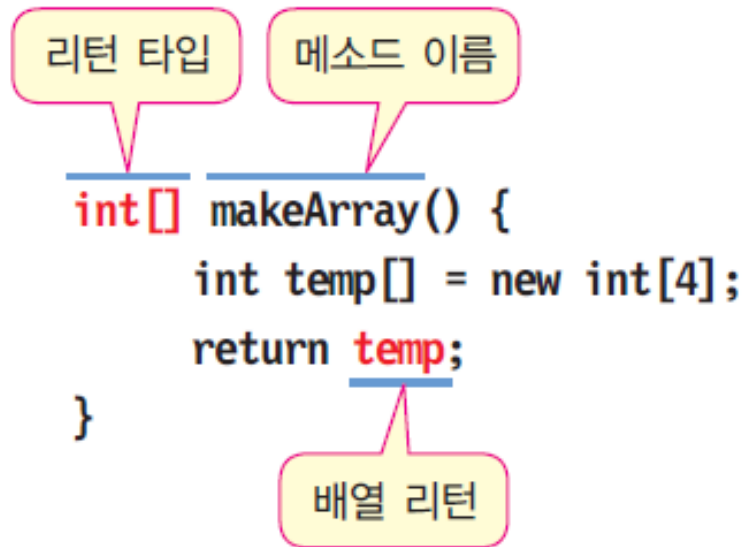 리턴 타입 메소드 이름
int[] makeArray() {
int temp[] = new int[4];
return temp;
}
배열 리턴